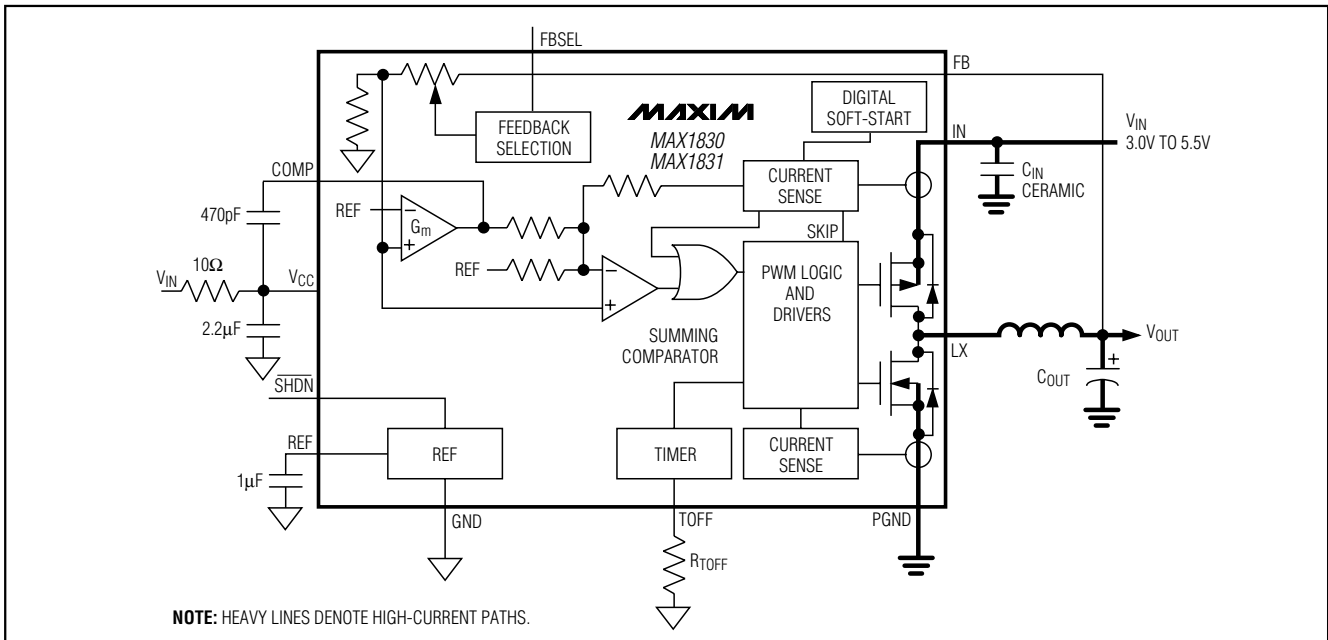 FBSEL
FB
DIGITAL
SOFT-START
MAXIM
MAX1830
MAX1831
FEEDBACK
SELECTION
IN
VIN
3.0V TO 5.5V
CIN
CERAMIC
COMP
CURRENT
SENSE
470pF
REF
Gm
SKIP
REF
PWM LOGIC
AND
DRIVERS
VIN
10Ω
VCC
2.2µF
SUMMING
COMPARATOR
LX
VOUT
COUT
SHDN
REF
REF
TIMER
CURRENT
SENSE
1µF
GND
TOFF
PGND
RTOFF
NOTE: HEAVY LINES DENOTE HIGH-CURRENT PATHS.